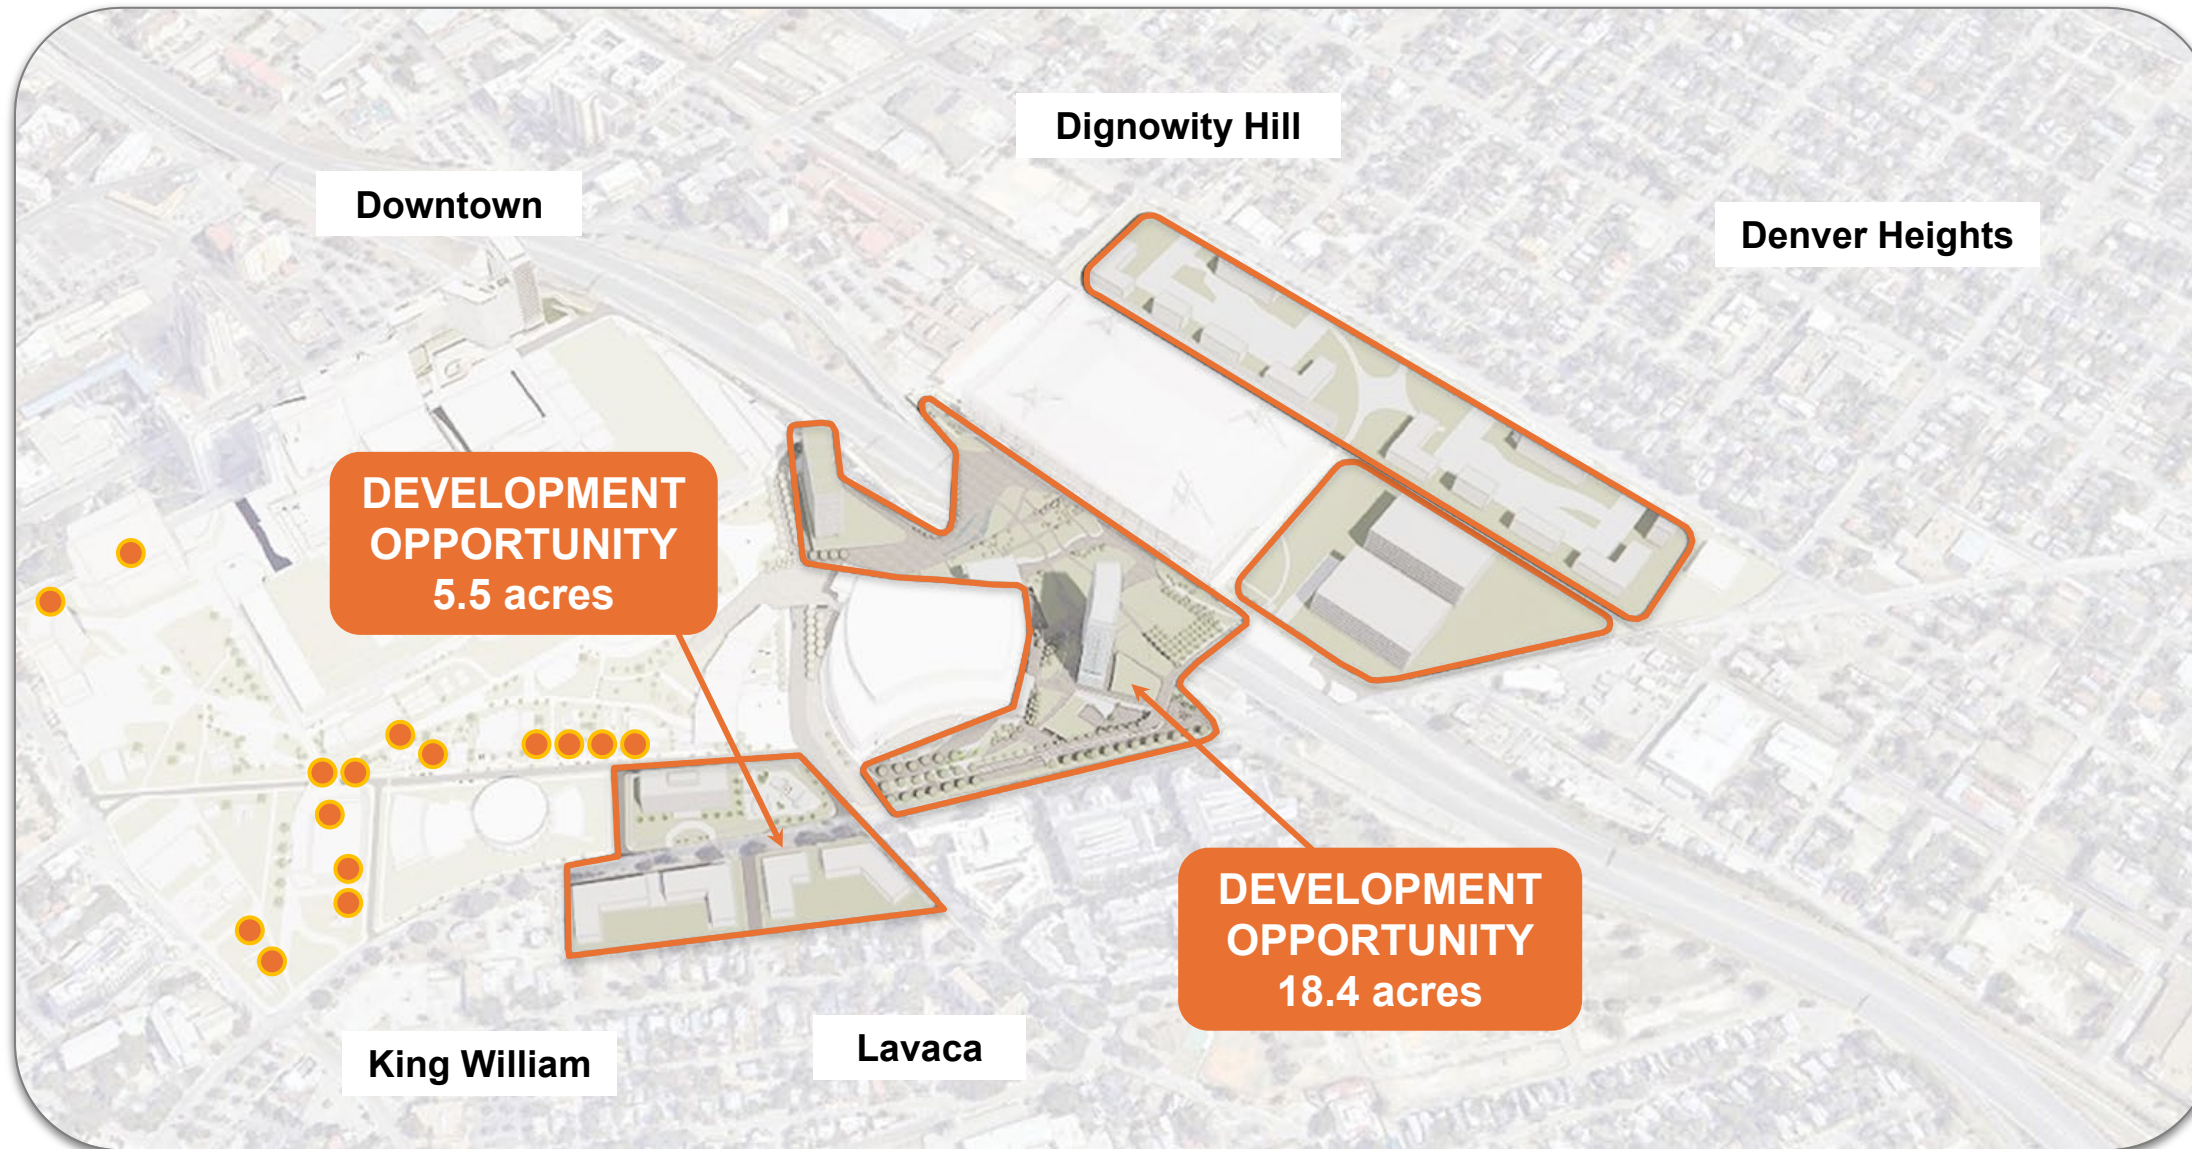 Dignowity Hill
Downtown
Denver Heights
DEVELOPMENT
OPPORTUNITY
5.5 acres
DEVELOPMENT
OPPORTUNITY
18.4 acres
King William
Lavaca